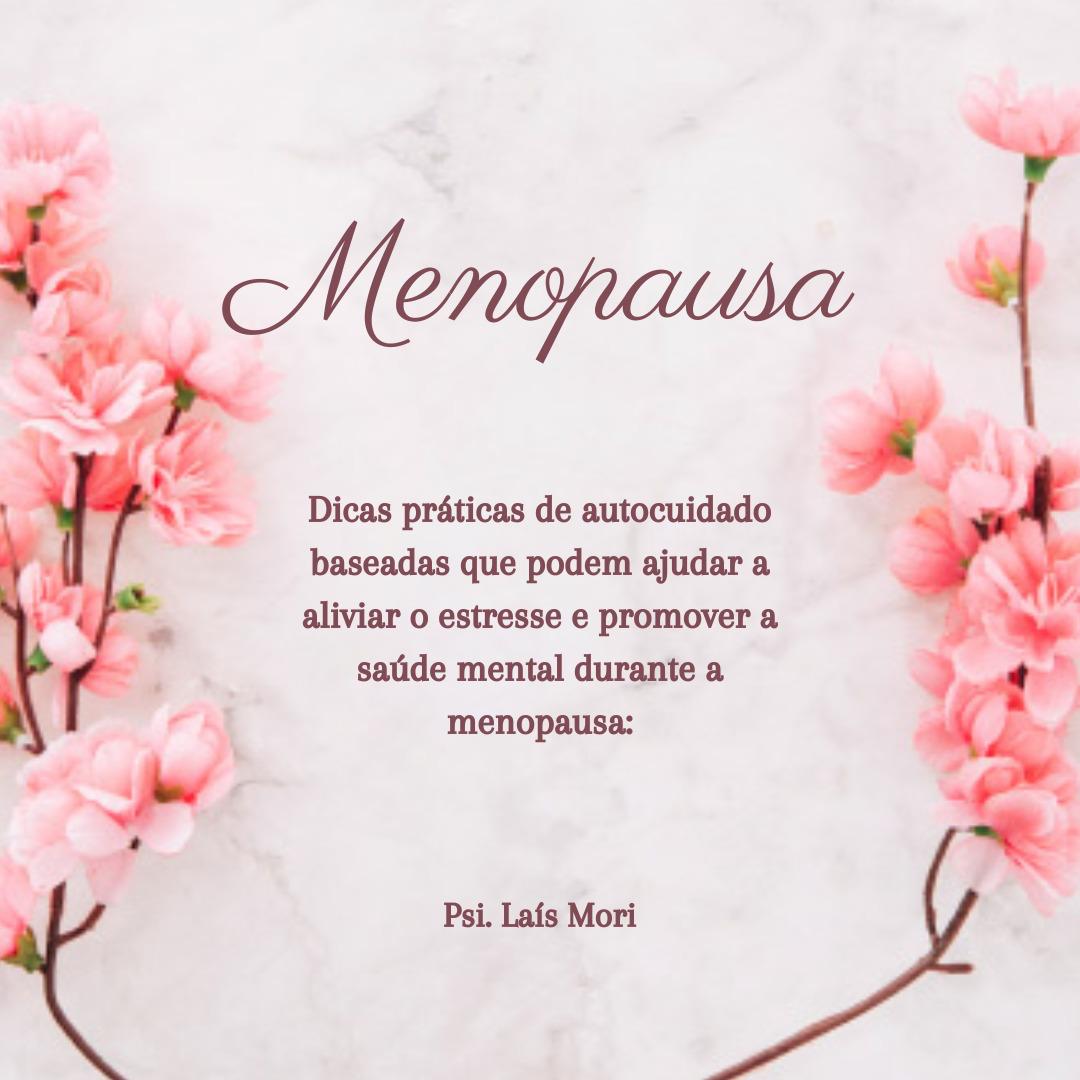 Menopausa
Dicas práticas de autocuidado
baseadas que podem ajudar a
aliviar o estresse e promover a
saúde mental durante a
menopausa:
Psi. Laís Mori